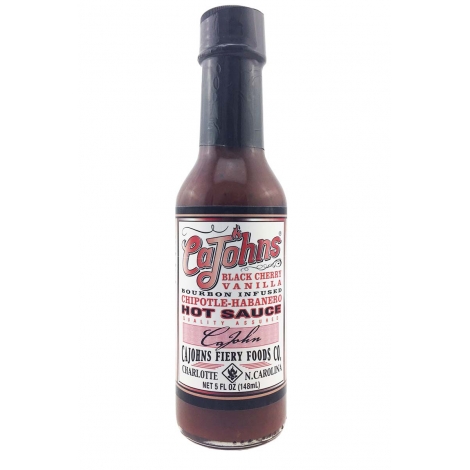 CaJohns®
BLACK CHERRY
VANILLA
BOURBON INFUSED
CHIPOTLE-HABANERO
HOT SAUCE
QUALITY ASSURED
CaJohn
CAJOHNS FIERY FOODS CO.
CHARLOTTE N. CAROLINA
NET 5 FL OZ (148mL)